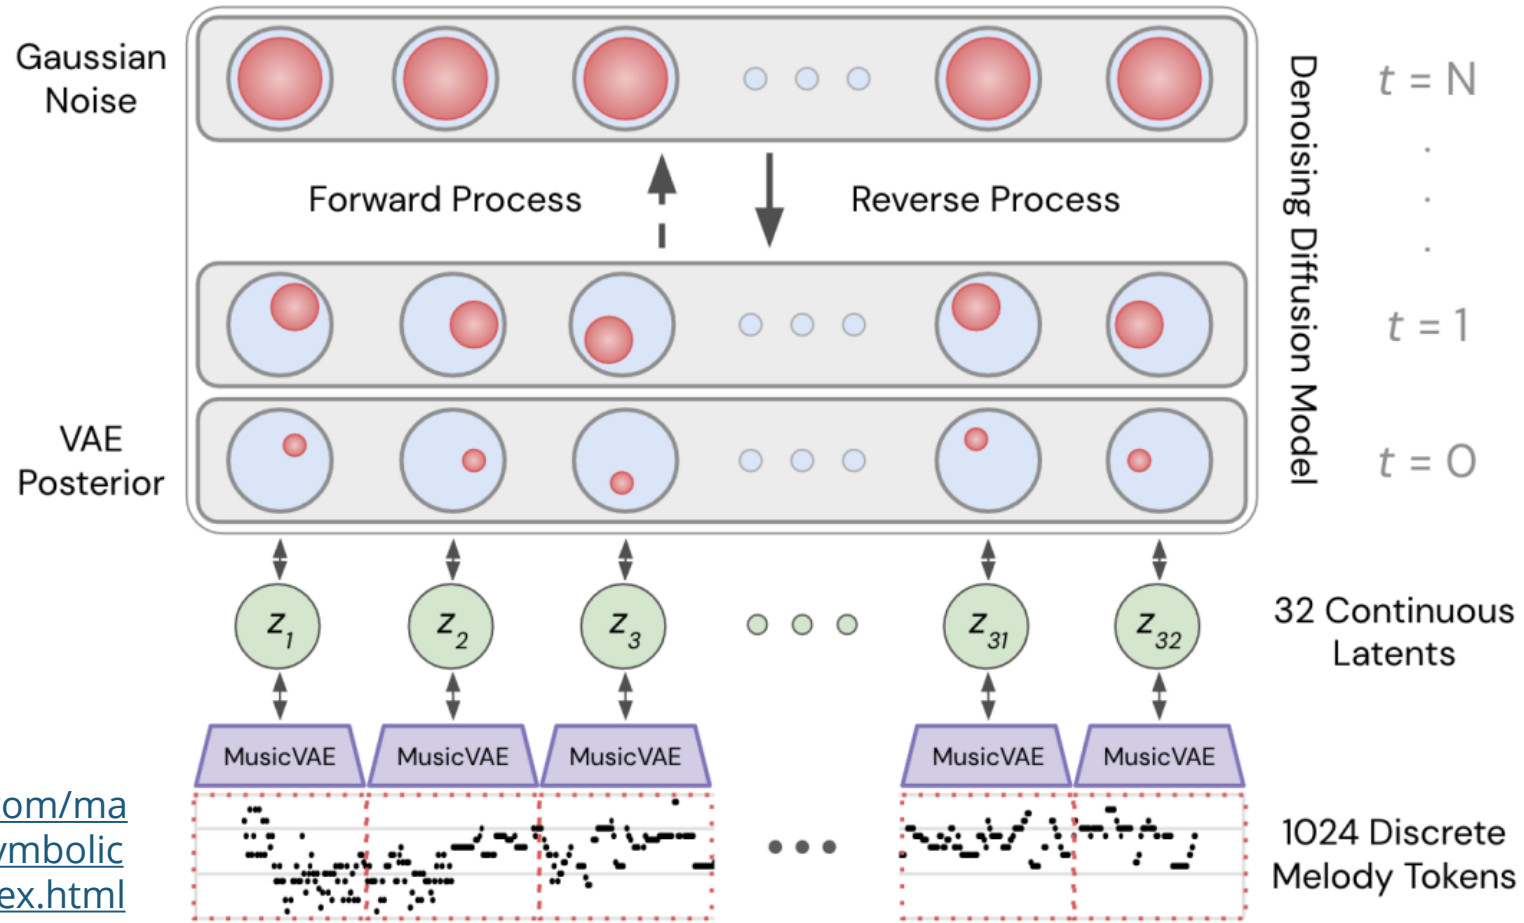 Gaussian
Noise
Forward Process
Reverse Process
Denoising Diffusion Model
t = N
t = 1
VAE
Posterior
t = 0
z1
z2
z3
z31
z32
32 Continuous
Latents
MusicVAE
MusicVAE
MusicVAE
MusicVAE
MusicVAE
com/ma
ymbolic
ex.html
1024 Discrete
Melody Tokens